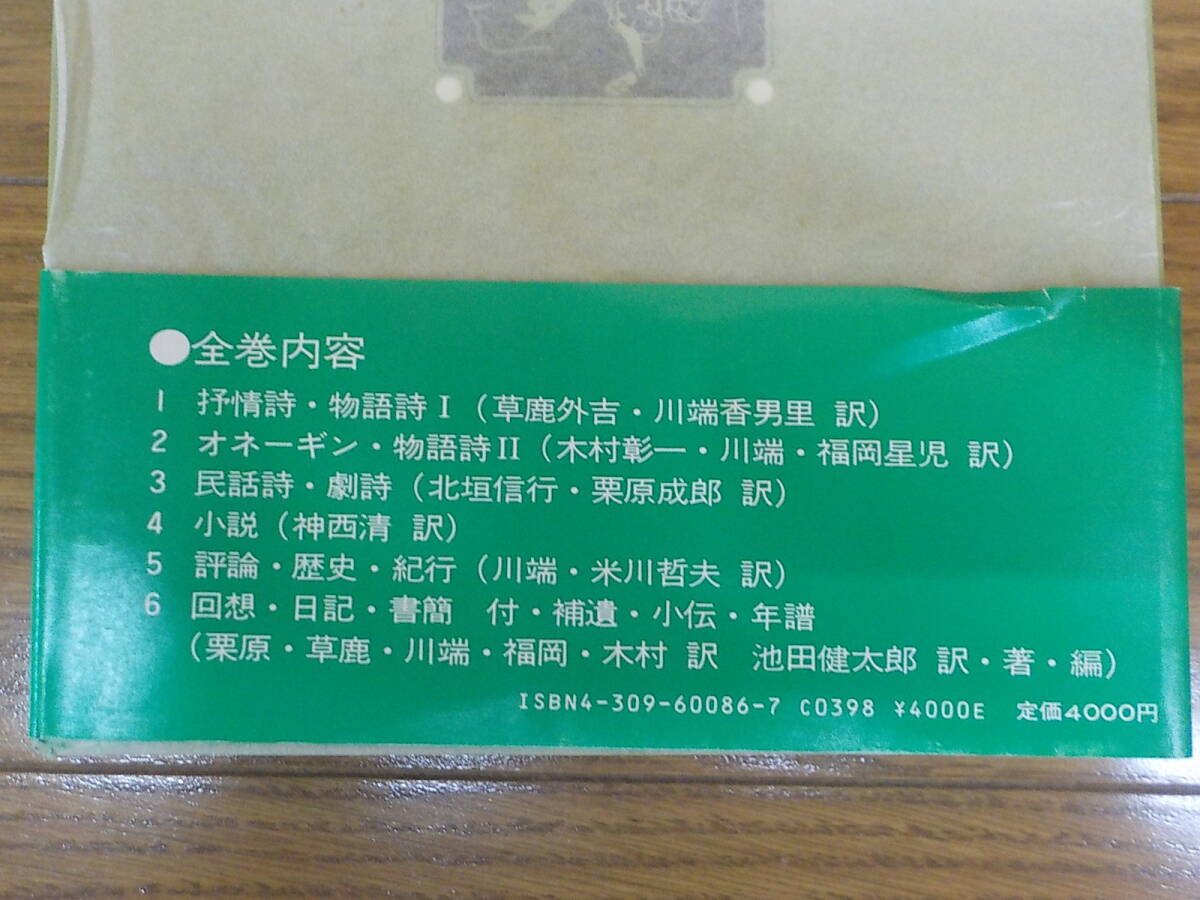 ●全巻内容
1 抒情詩・物語詩Ⅰ（草鹿外吉・川端香男里 訳）
2 オネーギン・物語詩II（木村彰一・川端・福岡星児 訳）
3 民話詩・劇詩（北垣信行・栗原成郎 訳）
4 小説（神西清 訳）
5 評論・歴史・紀行（川端・米川哲夫 訳）
6 回想・日記・書簡 付・補遺・小伝・年譜
（栗原・草鹿・川端・福岡・木村 訳 池田健太郎 訳・著・編）
ISBN4-309-60086-7 C0398 ¥4000E 定価4000円